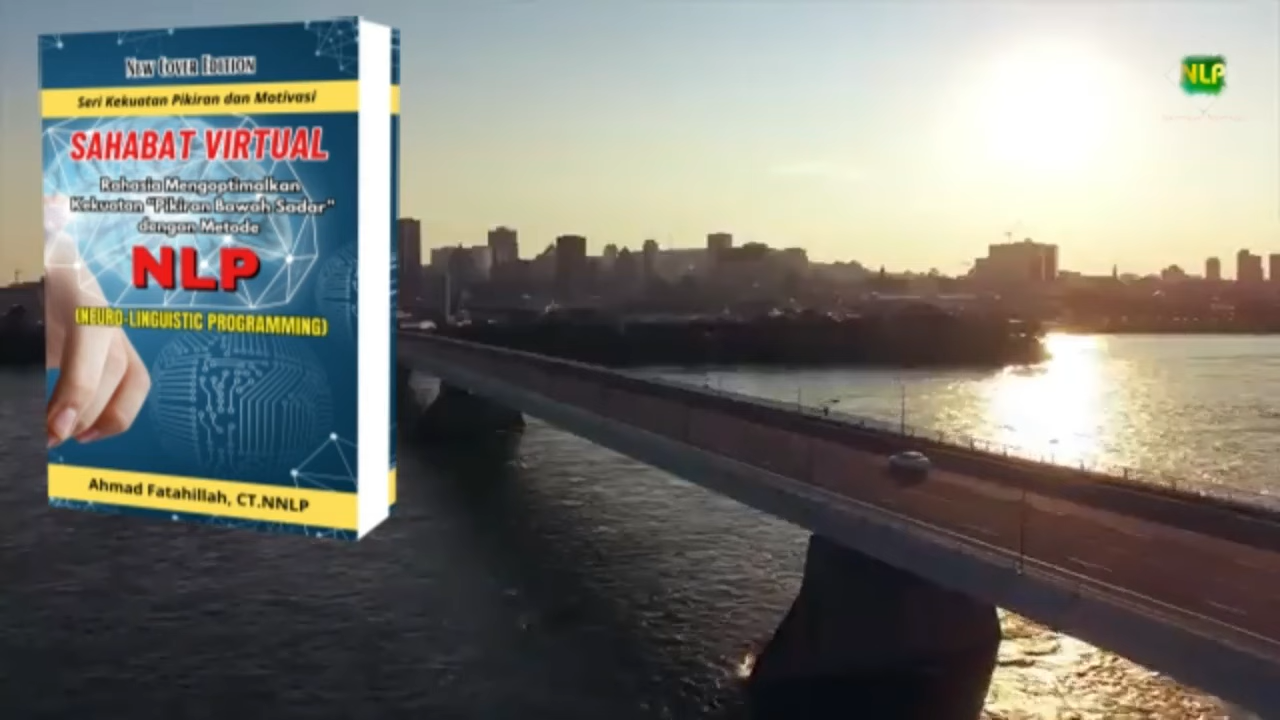 New Cover Edition
Seri Kekuatan Pikiran dan Motivasi
SAHABAT VIRTUAL
Rahasia Mengoptimalkan
Kekuatan "Pikiran Bawah Sadar"
dengan Metode
NLP
(NEURO-LINGUISTIC PROGRAMMING)
Ahmad Fatahillah, CT.NNLP
NLP